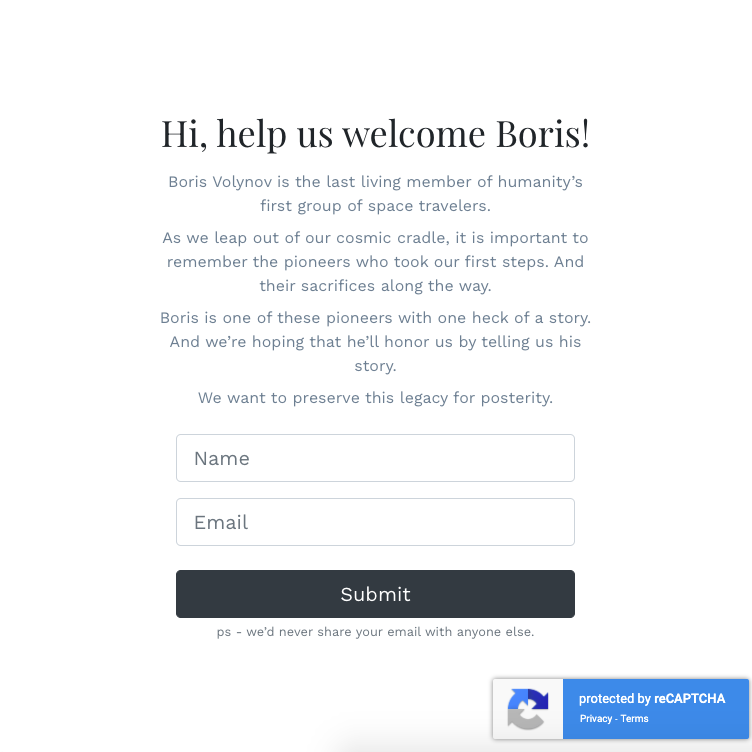 Hi, help us welcome Boris!
Boris Volynov is the last living member of humanity’s
first group of space travelers.
As we leap out of our cosmic cradle, it is important to
remember the pioneers who took our first steps. And
their sacrifices along the way.
Boris is one of these pioneers with one heck of a story.
And we’re hoping that he’ll honor us by telling us his
story.
We want to preserve this legacy for posterity.
Name
Email
Submit
ps - we’d never share your email with anyone else.
protected by reCAPTCHA
Privacy - Terms